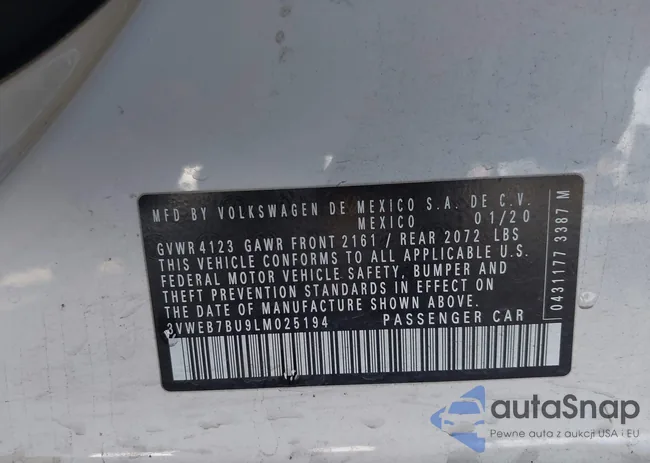 MFD BY VOLKSWAGEN DE MEXICO S.A. DE C.V.
MEXICO 01/20
GVWR 4123 GAWR FRONT 2161 / REAR 2072 LBS
THIS VEHICLE CONFORMS TO ALL APPLICABLE U.S.
FEDERAL MOTOR VEHICLE SAFETY, BUMPER AND
THEFT PREVENTION STANDARDS IN EFFECT ON
THE DATE OF MANUFACTURE SHOWN ABOVE.
3VWEB7BU9LM025194 PASSENGER CAR
0431177 3387 M
autoSnap
Pewne auta z aukcji USA i EU